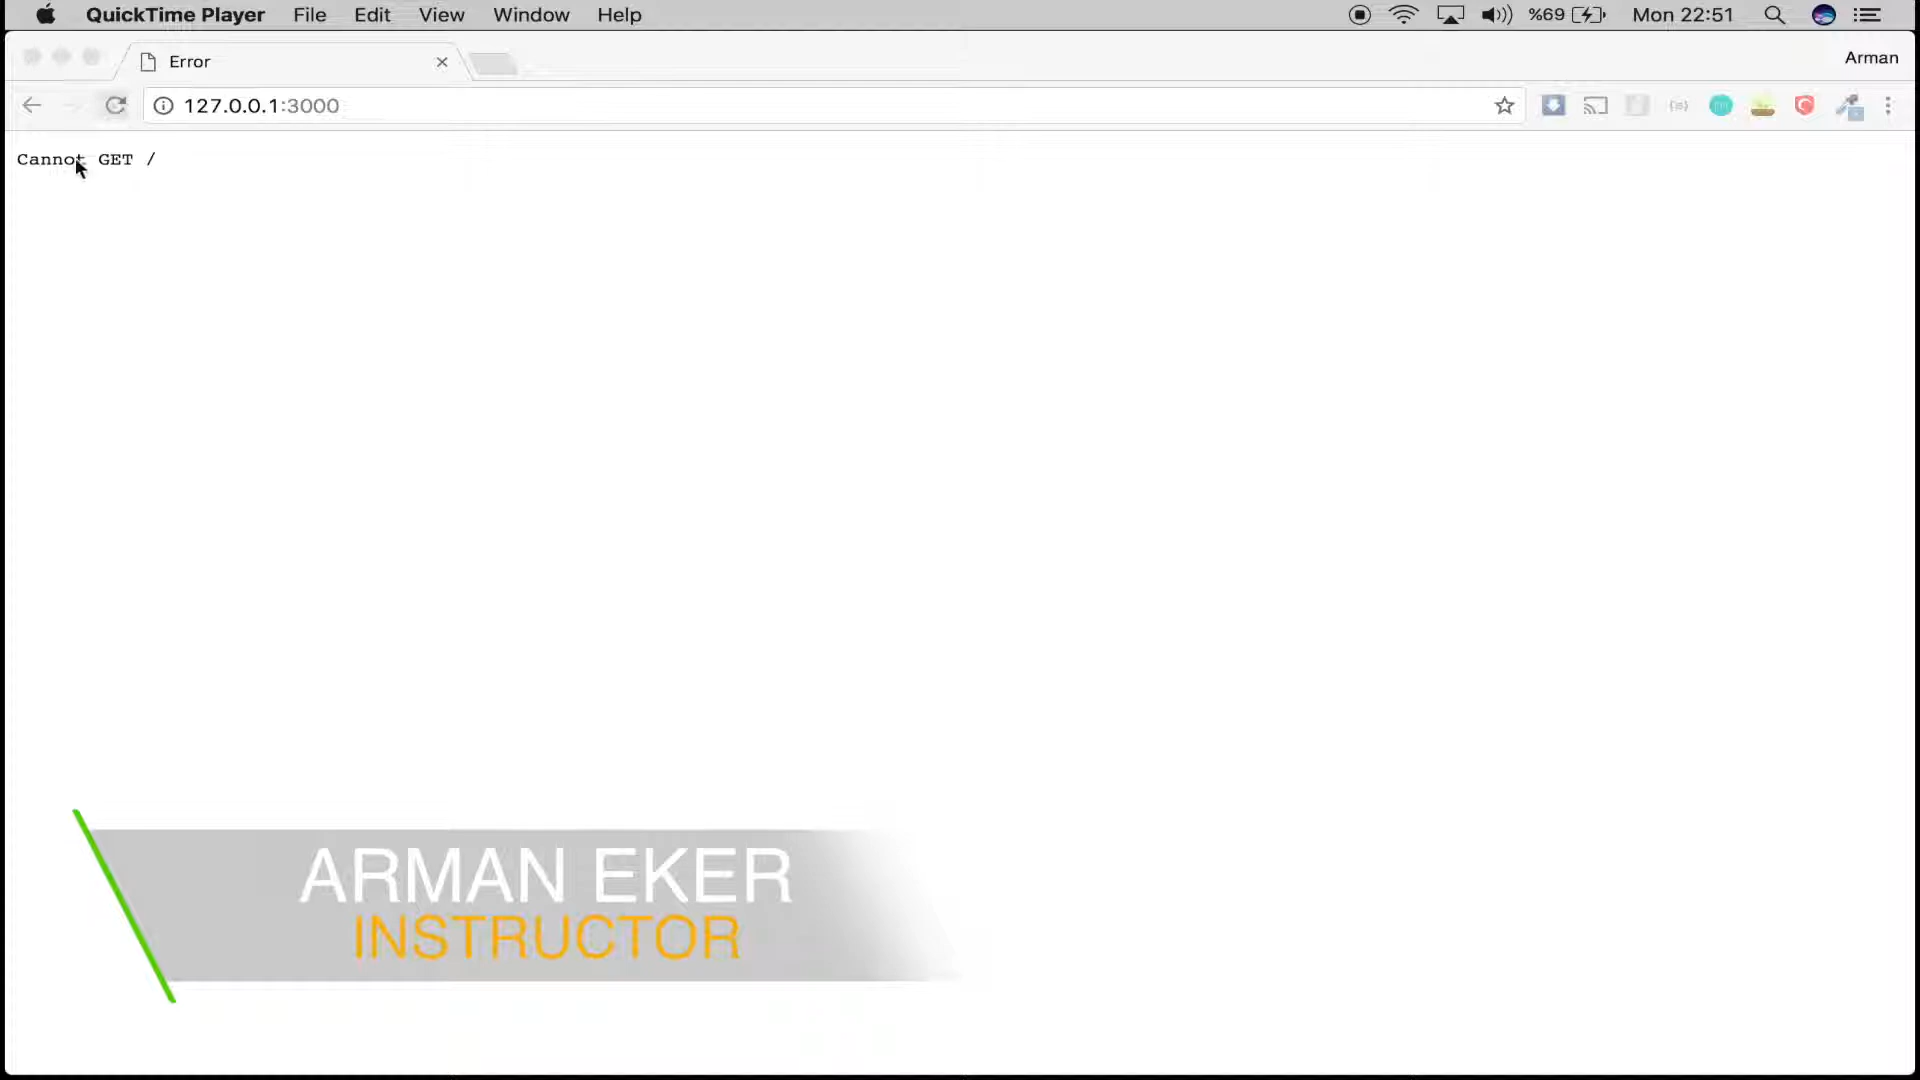 QuickTime Player File Edit View Window Help %69 Mon 22:51
Error Arman
127.0.0.1:3000
Cannot GET /
ARMAN EKER
INSTRUCTOR